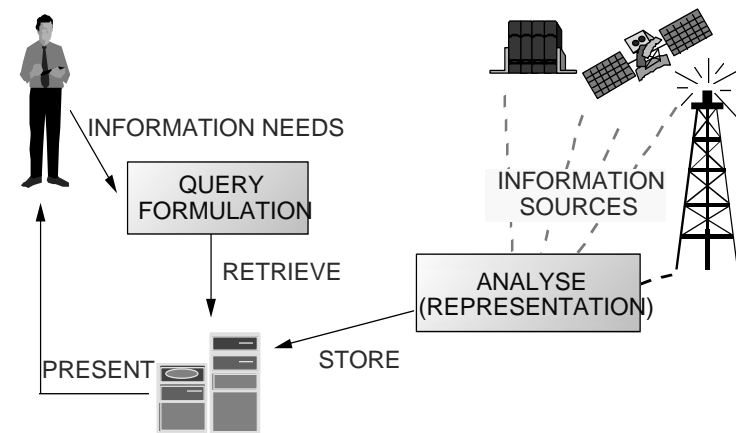 INFORMATION NEEDS
QUERY
FORMULATION
RETRIEVE
PRESENT
INFORMATION
SOURCES
ANALYSE
(REPRESENTATION)
STORE